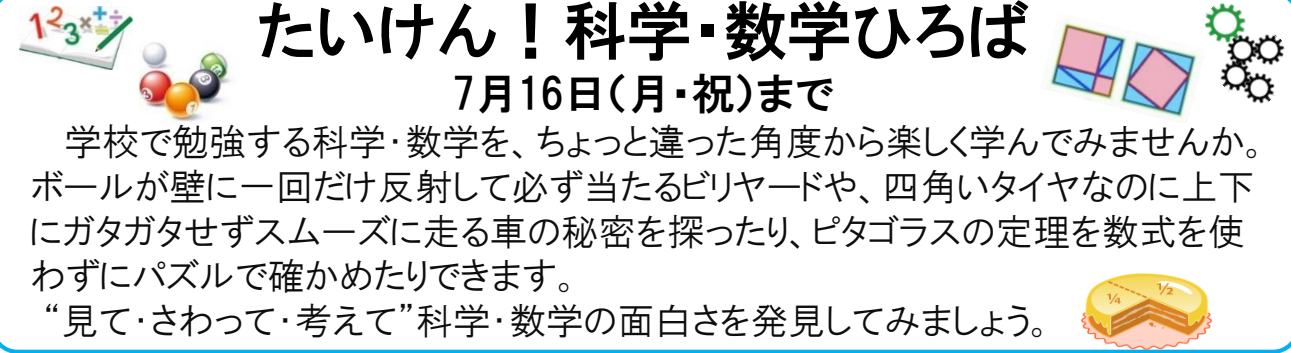 たいけん！科学・数学ひろば
7月16日（月・祝）まで
　学校で勉強する科学・数学を、ちょっと違った角度から楽しく学んでみませんか。
ボールが壁に一回だけ反射して必ず当たるビリヤードや、四角いタイヤなのに上下
にガタガタせずスムーズに走る車の秘密を探ったり、ピタゴラスの定理を数式を使
わずにパズルで確かめたりできます。
“見て・さわって・考えて”科学・数学の面白さを発見してみましょう。
1/4
1/2